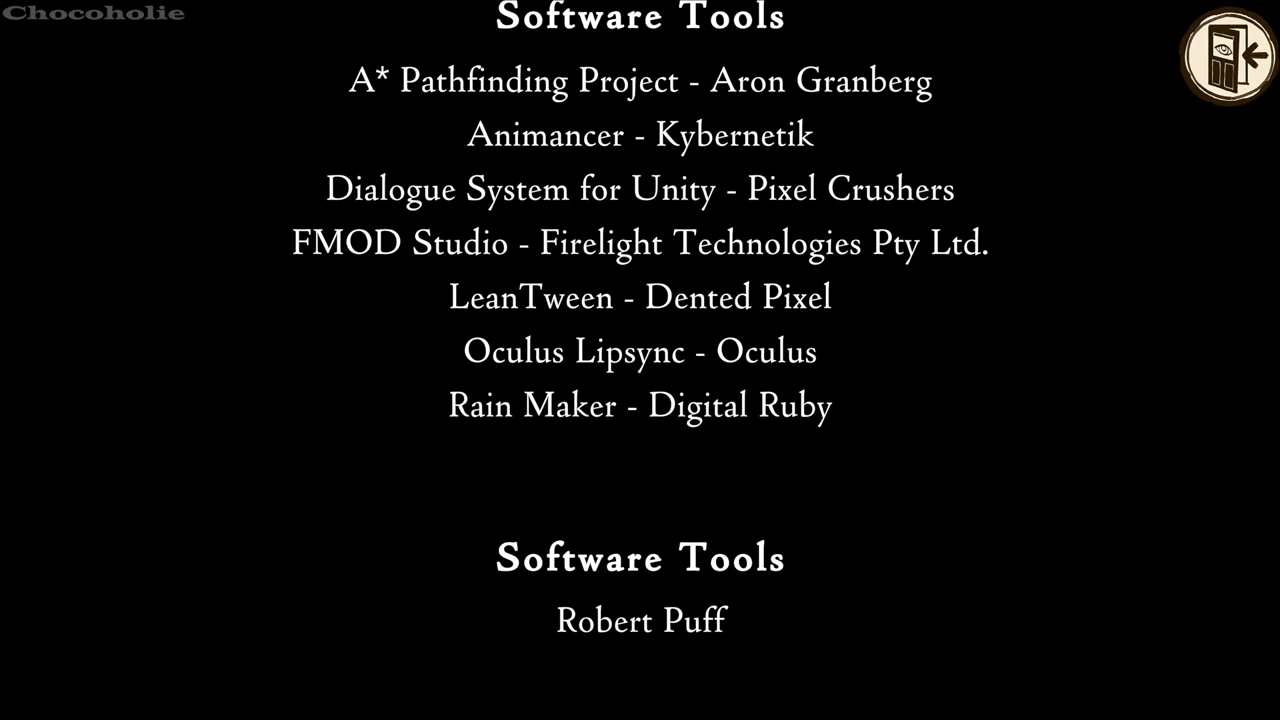 Chocoholie
Software Tools
A* Pathfinding Project - Aron Granberg
Animancer - Kybernetik
Dialogue System for Unity - Pixel Crushers
FMOD Studio - Firelight Technologies Pty Ltd.
LeanTween - Dented Pixel
Oculus Lipsync - Oculus
Rain Maker - Digital Ruby
Software Tools
Robert Puff